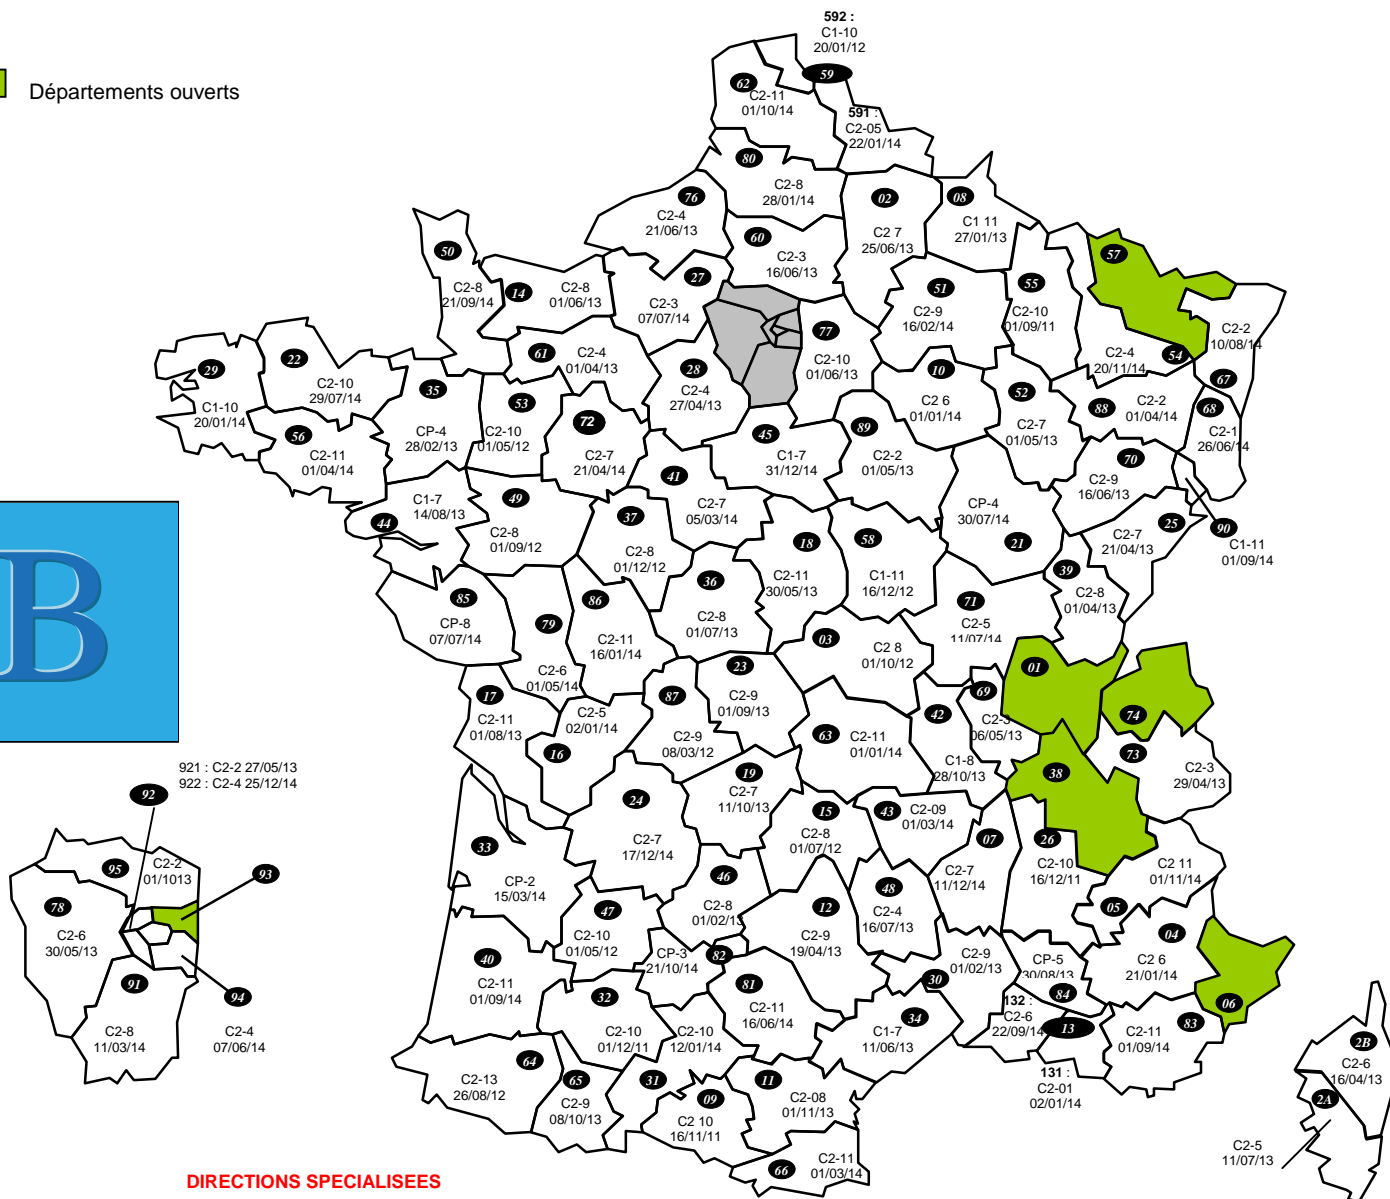 592 :
C1-10
20/01/12
59
Départements ouverts
62
C2-11
01/10/14
591 :
C2-05
22/01/14
80
C2-8
28/01/14
76
C2-4
21/06/13
02
C2 7
25/06/13
08
C1 11
27/01/13
60
C2-3
16/06/13
50
C2-8
21/09/14
14
C2-8
01/06/13
27
C2-3
07/07/14
51
C2-9
16/02/14
55
C2-10
01/09/11
57
54
C2-4
20/11/14
C2-2
10/08/14
67
77
C2-10
01/06/13
61
C2-4
01/04/13
28
C2-4
27/04/13
10
C2 6
01/01/14
52
C2-7
01/05/13
88
C2-2
01/04/14
68
C2-1
26/06/14
29
C1-10
20/01/14
22
C2-10
29/07/14
35
CP-4
28/02/13
53
C2-10
01/05/12
72
C2-7
21/04/14
56
C2-11
01/04/14
45
C1-7
31/12/14
89
C2-2
01/05/13
70
C2-9
16/06/13
41
C2-7
05/03/14
44
C1-7
14/08/13
49
C2-8
01/09/12
37
C2-8
01/12/12
18
C2-11
30/05/13
58
C1-11
16/12/12
CP-4
30/07/14
21
25
C2-7
21/04/13
90
C1-11
01/09/14
39
C2-8
01/04/13
36
C2-8
01/07/13
85
CP-8
07/07/14
79
C2-6
01/05/14
86
C2-11
16/01/14
71
C2-5
11/07/14
03
C2 8
01/10/12
23
C2-9
01/09/13
87
C2-9
08/03/12
17
C2-11
01/08/13
16
C2-5
02/01/14
63
C2-11
01/01/14
42
C1-8
28/10/13
69
C2-3
06/05/13
01
74
73
C2-3
29/04/13
38
B
921 : C2-2 27/05/13
922 : C2-4 25/12/14
92
95
C2-2
01/1013
93
78
C2-6
30/05/13
91
C2-8
11/03/14
94
C2-4
07/06/14
33
CP-2
15/03/14
24
C2-7
17/12/14
19
C2-7
11/10/13
15
C2-8
01/07/12
43
C2-09
01/03/14
07
C2-7
11/12/14
26
C2-10
16/12/11
05
C2 11
01/11/14
47
C2-10
01/05/12
46
C2-8
01/02/13
12
C2-9
19/04/13
48
C2-4
16/07/13
04
C2 6
21/01/14
06
40
C2-11
01/09/14
82
CP-3
21/10/14
81
C2-11
16/06/14
30
C2-9
01/02/13
CP-5
30/08/13
84
32
C2-10
01/12/11
C2-10
12/01/14
31
34
C1-7
11/06/13
132 :
C2-6
22/09/14
13
131 :
C2-01
02/01/14
83
C2-11
01/09/14
64
C2-13
26/08/12
65
C2-9
08/10/13
09
C2 10
16/11/11
11
C2-08
01/11/13
66
C2-11
01/03/14
2B
C2-6
16/04/13
2A
C2-5
11/07/13
DIRECTIONS SPECIALISEES